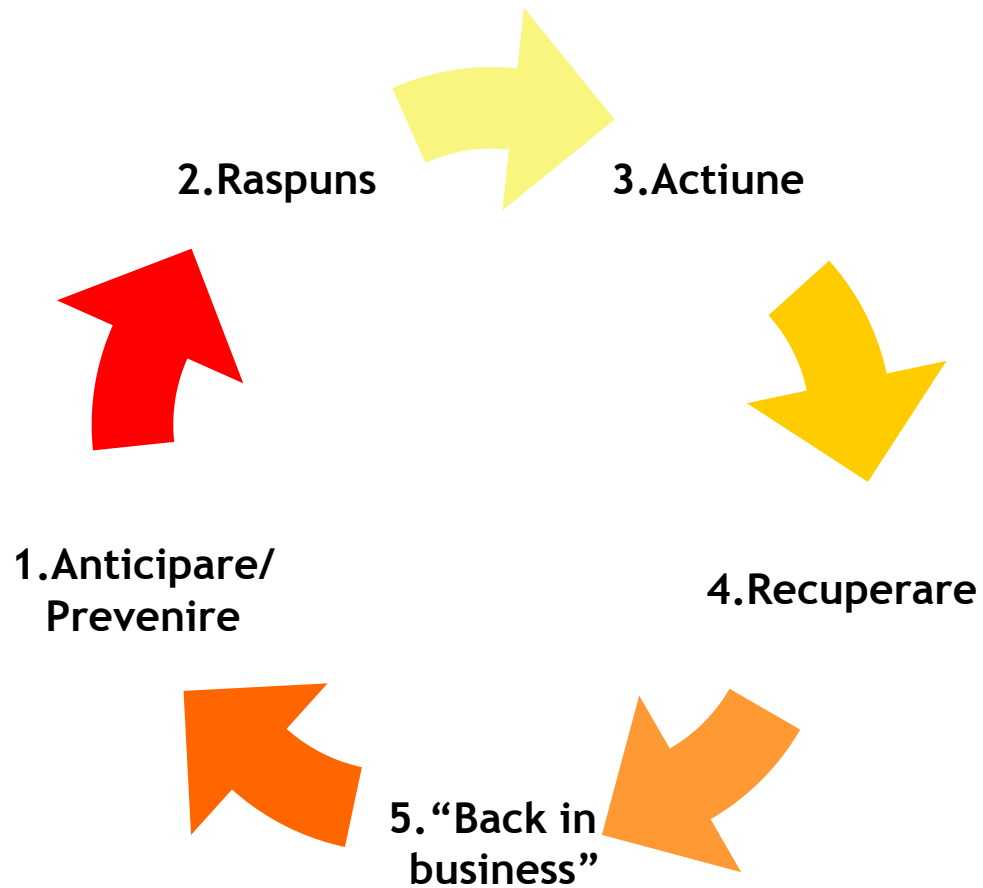 1.Anticipare/
Prevenire
2.Raspuns
3.Actiune
4.Recuperare
5.“Back in
business”